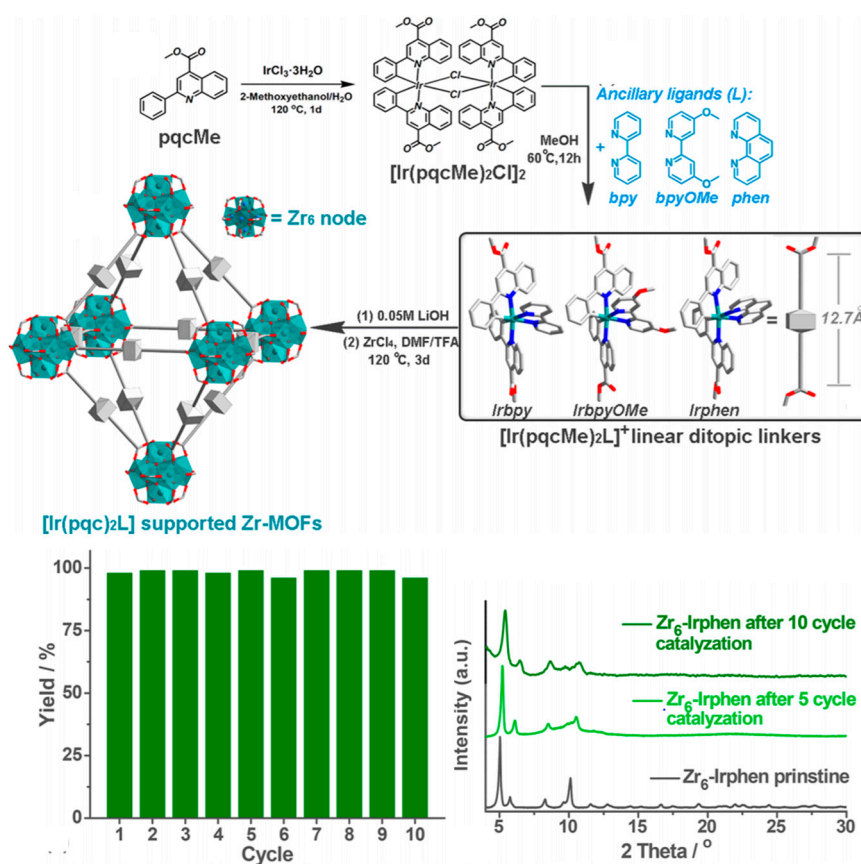 IrCl₃·3H₂O
2-Methoxyethanol/H₂O
120 °C, 1d
pqcMe
[Ir(pqcMe)₂Cl]₂
MeOH
60°C,12h
+
Ancillary ligands (L):
bpy bpyOMe phen
= Zr₆ node
(1) 0.05M LiOH
(2) ZrCl₄, DMF/TFA
120 °C, 3d
= 12.7Å
Irbpy IrbpyOMe Irphen
[Ir(pqcMe)₂L]⁺ linear ditopic linkers
[Ir(pqc)₂L] supported Zr-MOFs
Yield / %
100
75
50
25
0
1 2 3 4 5 6 7 8 9 10
Cycle
Intensity (a.u.)
Zr₆-Irphen after 10 cycle
catalyzation
Zr₆-Irphen after 5 cycle
catalyzation
Zr₆-Irphen prinstine
5 10 15 20 25 30
2 Theta / °